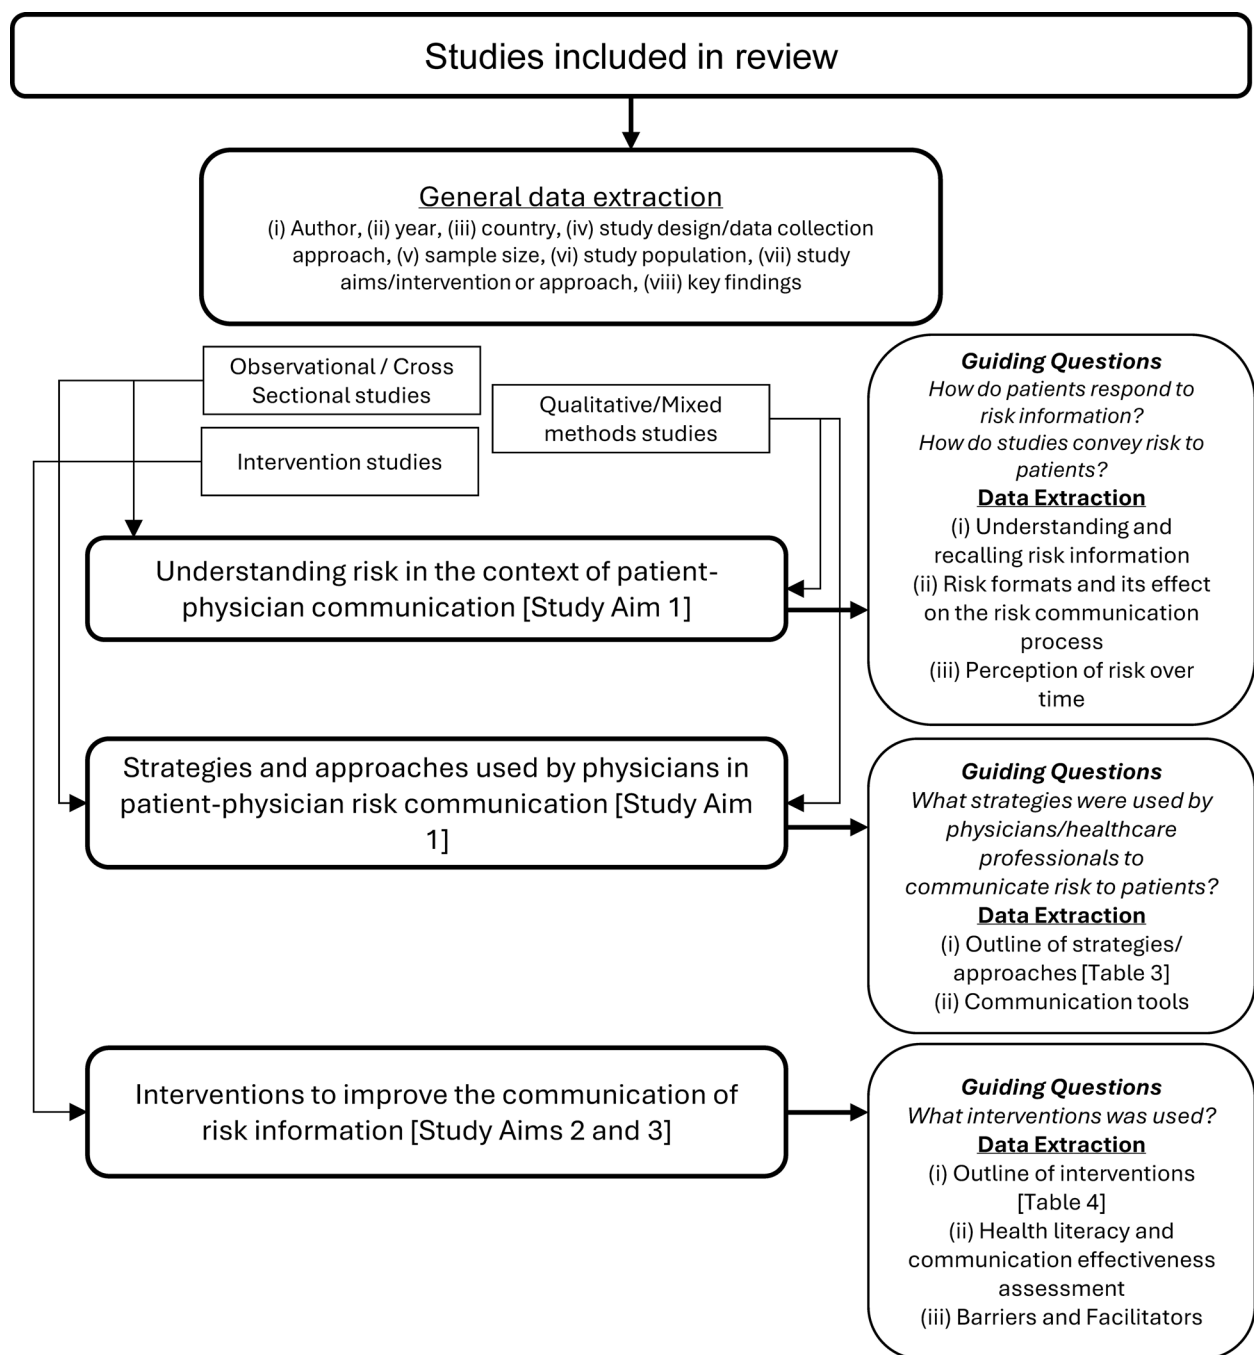 Studies included in review
General data extraction
(i) Author, (ii) year, (iii) country, (iv) study design/data collection
approach, (v) sample size, (vi) study population, (vii) study
aims/intervention or approach, (viii) key findings
Observational / Cross
Sectional studies
Qualitative/Mixed
methods studies
Intervention studies
Understanding risk in the context of patient-
physician communication [Study Aim 1]
Guiding Questions
How do patients respond to
risk information?
How do studies convey risk to
patients?
Data Extraction
(i) Understanding and
recalling risk information
(ii) Risk formats and its effect
on the risk communication
process
(iii) Perception of risk over
time
Strategies and approaches used by physicians in
patient-physician risk communication [Study Aim
1]
Guiding Questions
What strategies were used by
physicians/healthcare
professionals to
communicate risk to patients?
Data Extraction
(i) Outline of strategies/
approaches [Table 3]
(ii) Communication tools
Interventions to improve the communication of
risk information [Study Aims 2 and 3]
Guiding Questions
What interventions was used?
Data Extraction
(i) Outline of interventions
[Table 4]
(ii) Health literacy and
communication effectiveness
assessment
(iii) Barriers and Facilitators